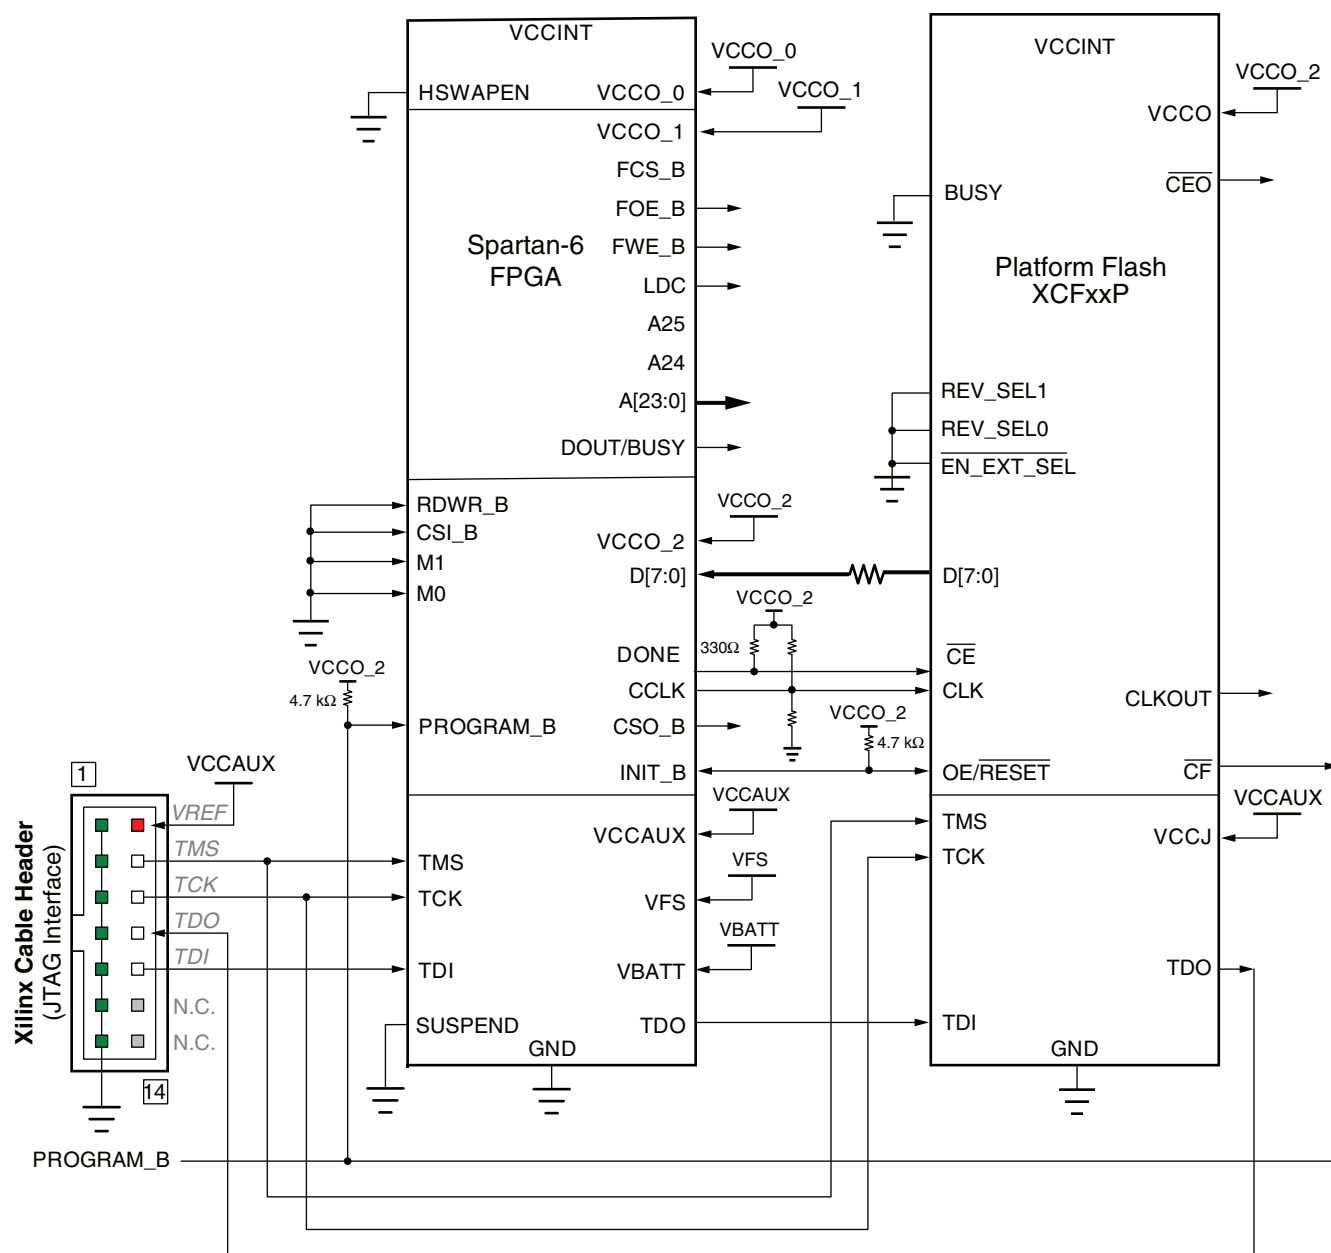 VCCINT
HSWAPEN
VCCO_0
VCCO_0
VCCO_1
VCCO_1
FCS_B
FOE_B
FWE_B
LDC
A25
A24
A[23:0]
DOUT/BUSY
Spartan-6
FPGA
RDWR_B
CSI_B
M1
M0
VCCO_2
VCCO_2
D[7:0]
VCCO_2
330Ω
DONE
CCLK
CSO_B
INIT_B
VCCO_2
4.7 kΩ
PROGRAM_B
VCCO_2
4.7 kΩ
VCCAUX
VCCAUX
VFS
VFS
VBATT
VBATT
TMS
TCK
TDI
SUSPEND
TDO
GND
VCCINT
VCCO_2
VCCO
CEO
BUSY
Platform Flash
XCFxxP
REV_SEL1
REV_SEL0
EN_EXT_SEL
D[7:0]
CE
CLK
CLKOUT
OE/RESET
CF
TMS
TCK
VCCAUX
VCCJ
TDO
TDI
GND
1
VCCAUX
VREF
TMS
TCK
TDO
TDI
N.C.
N.C.
14
Xilinx Cable Header
(JTAG Interface)
PROGRAM_B